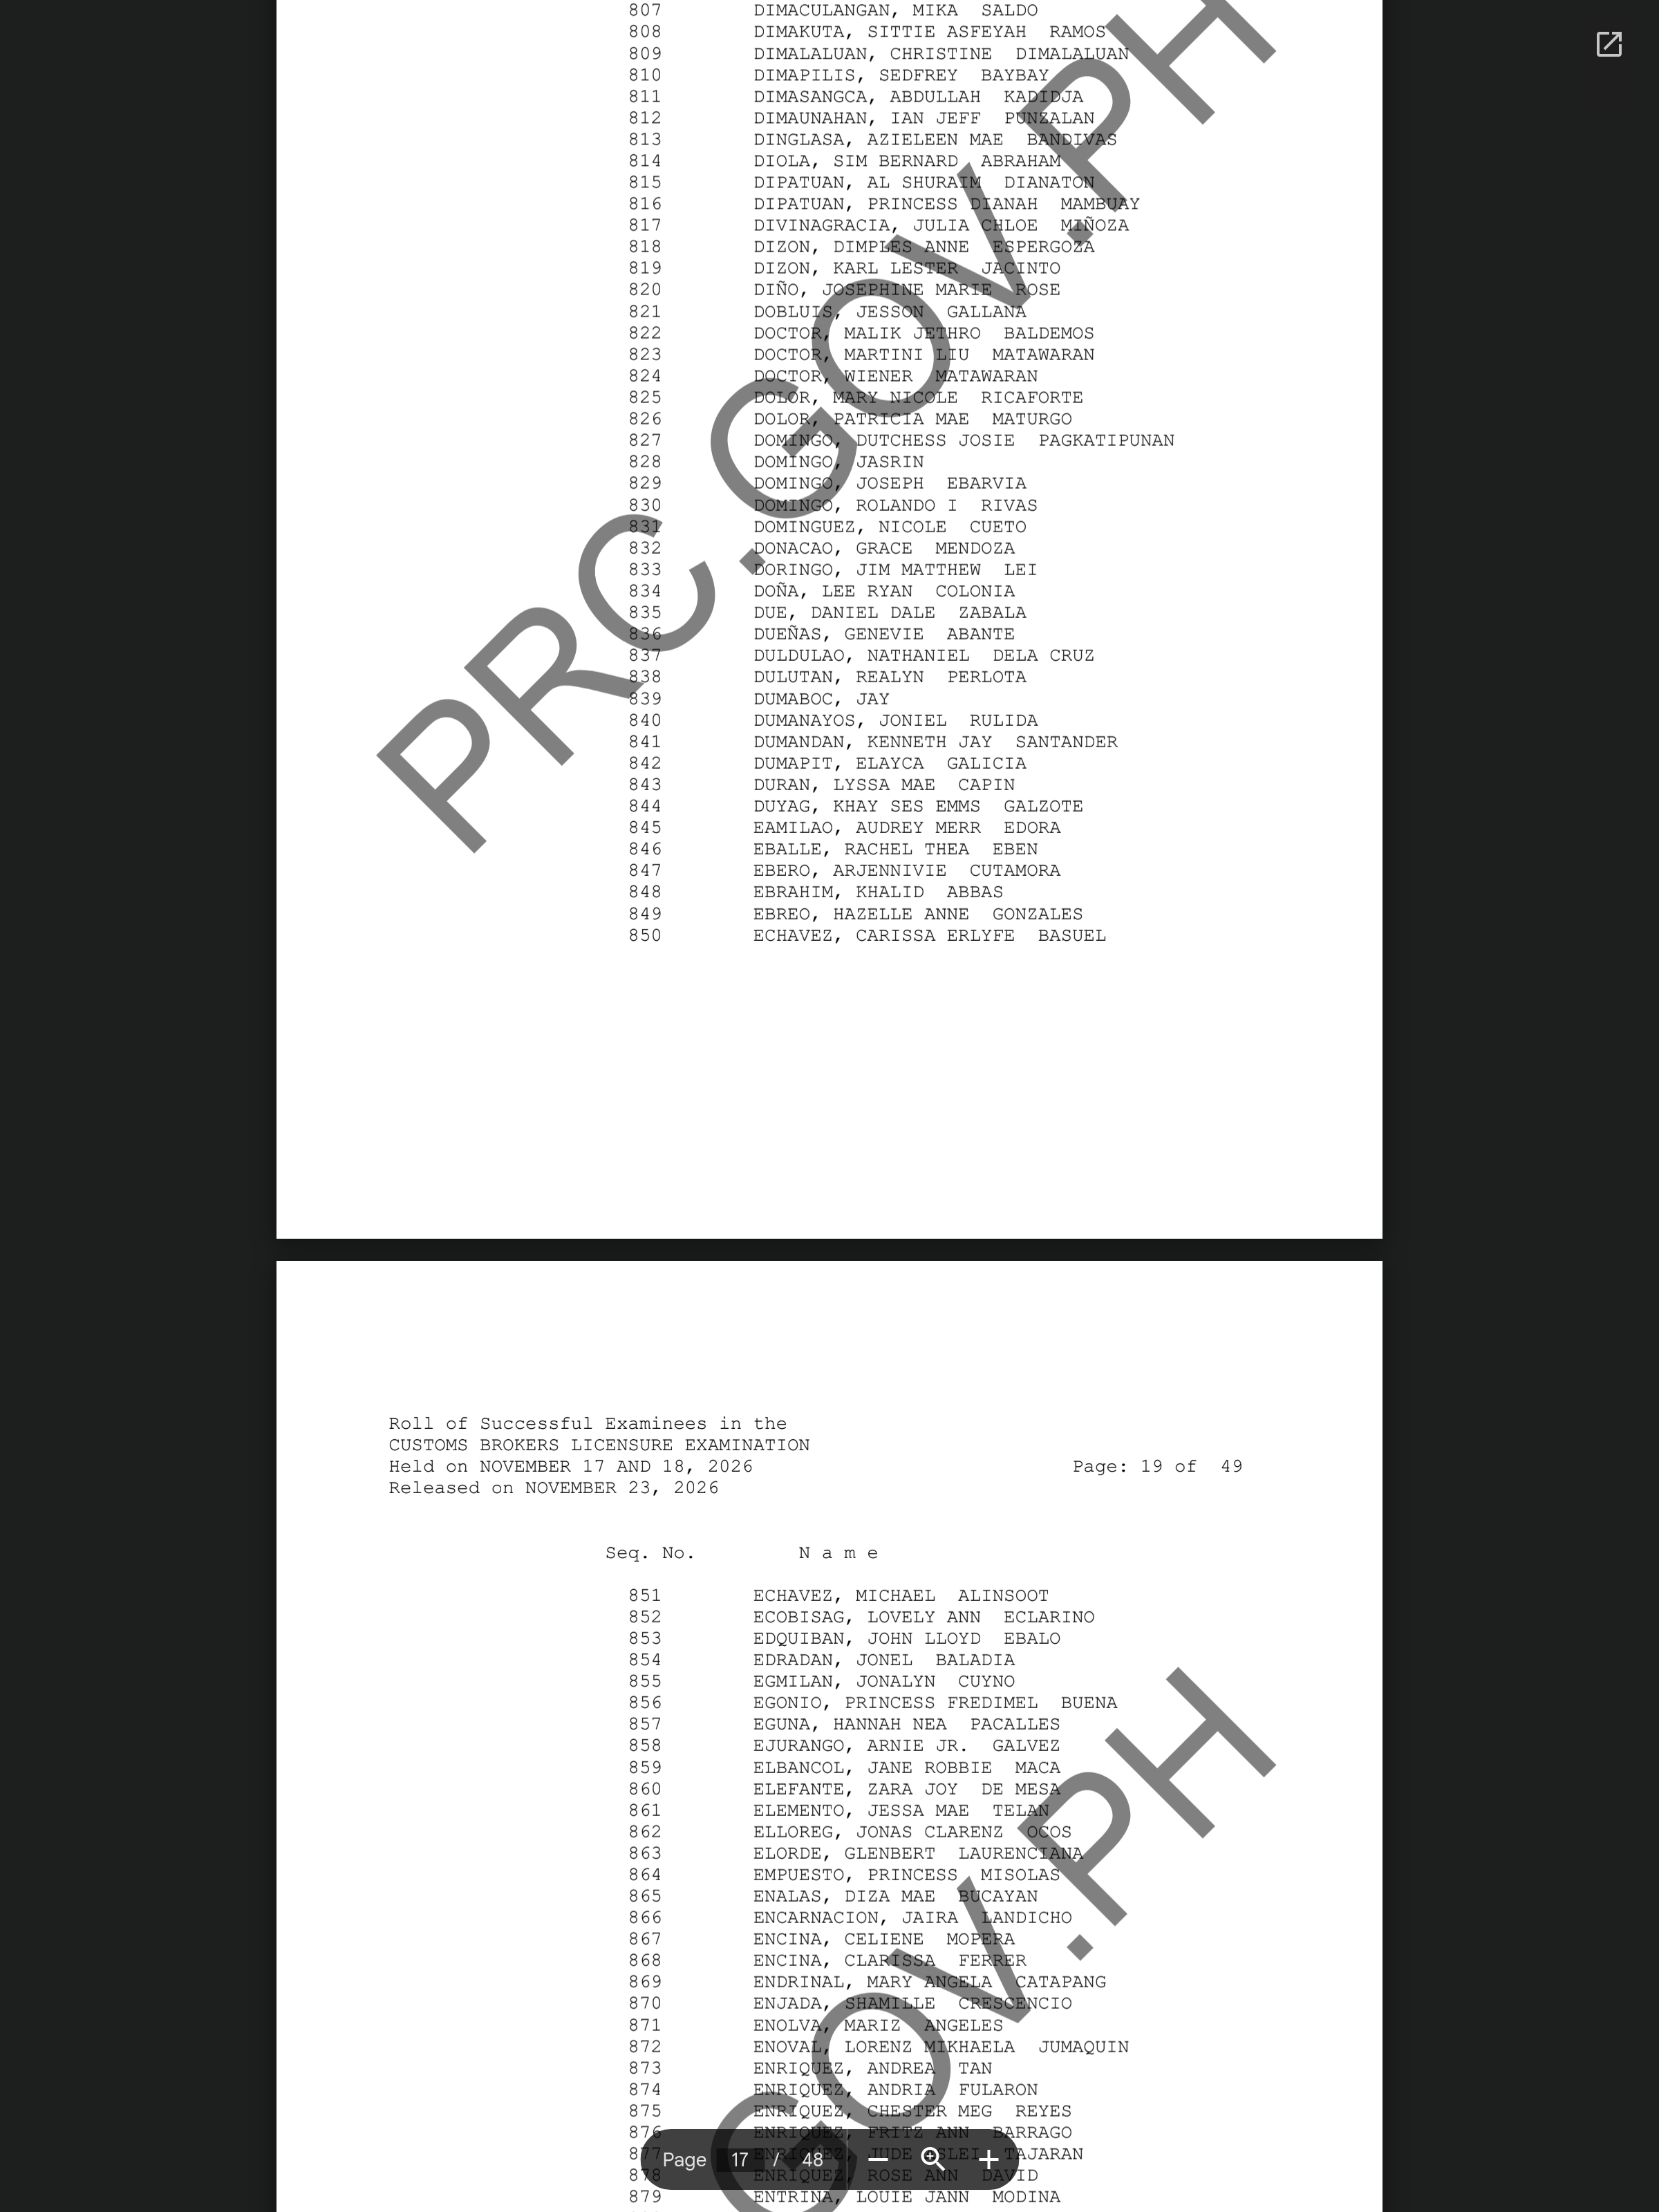 807 DIMACULANGAN, MIKA SALDO
808 DIMAKUTA, SITTIE ASFEYAH RAMOS
809 DIMALALUAN, CHRISTINE DIMALALUAN
810 DIMAPILIS, SEDFREY BAYBAY
811 DIMASANGCA, ABDULLAH KADIDJA
812 DIMAUNAHAN, IAN JEFF PUNZALAN
813 DINGLASA, AZIELEEN MAE BANDIVAS
814 DIOLA, SIM BERNARD ABRAHAM
815 DIPATUAN, AL SHURAIM DIANATON
816 DIPATUAN, PRINCESS DIANAH MAMBUAY
817 DIVINAGRACIA, JULIA CHLOE MIÑOZA
818 DIZON, DIMPLES ANNE ESPERGOZA
819 DIZON, KARL LESTER JACINTO
820 DIÑO, JOSEPHINE MARIE ROSE
821 DOBLUIS, JESSON GALLANA
822 DOCTOR, MALIK JETHRO BALDEMOS
823 DOCTOR, MARTINI LIU MATAWARAN
824 DOCTOR, WIENER MATAWARAN
825 DOLOR, MARY NICOLE RICAFORTE
826 DOLOR, PATRICIA MAE MATURGO
827 DOMINGO, DUTCHESS JOSIE PAGKATIPUNAN
828 DOMINGO, JASRIN
829 DOMINGO, JOSEPH EBARVIA
830 DOMINGO, ROLANDO I RIVAS
831 DOMINGUEZ, NICOLE CUETO
832 DONACAO, GRACE MENDOZA
833 DORINGO, JIM MATTHEW LEI
834 DOÑA, LEE RYAN COLONIA
835 DUE, DANIEL DALE ZABALA
836 DUEÑAS, GENEVIE ABANTE
837 DULDULAO, NATHANIEL DELA CRUZ
838 DULUTAN, REALYN PERLOTA
839 DUMABOC, JAY
840 DUMANAYOS, JONIEL RULIDA
841 DUMANDAN, KENNETH JAY SANTANDER
842 DUMAPIT, ELAYCA GALICIA
843 DURAN, LYSSA MAE CAPIN
844 DUYAG, KHAY SES EMMS GALZOTE
845 EAMILAO, AUDREY MERR EDORA
846 EBALLE, RACHEL THEA EBEN
847 EBERO, ARJENNIVIE CUTAMORA
848 EBRAHIM, KHALID ABBAS
849 EBREO, HAZELLE ANNE GONZALES
850 ECHAVEZ, CARISSA ERLYFE BASUEL
PRC.GOV.PH
Roll of Successful Examinees in the
CUSTOMS BROKERS LICENSURE EXAMINATION
Held on NOVEMBER 17 AND 18, 2026 Page: 19 of 49
Released on NOVEMBER 23, 2026
Seq. No. N a m e
851 ECHAVEZ, MICHAEL ALINSOOT
852 ECOBISAG, LOVELY ANN ECLARINO
853 EDQUIBAN, JOHN LLOYD EBALO
854 EDRADAN, JONEL BALADIA
855 EGMILAN, JONALYN CUYNO
856 EGONIO, PRINCESS FREDIMEL BUENA
857 EGUNA, HANNAH NEA PACALLES
858 EJURANGO, ARNIE JR. GALVEZ
859 ELBANCOL, JANE ROBBIE MACA
860 ELEFANTE, ZARA JOY DE MESA
861 ELEMENTO, JESSA MAE TELAN
862 ELLOREG, JONAS CLARENZ OCOS
863 ELORDE, GLENBERT LAURENCIANA
864 EMPUESTO, PRINCESS MISOLAS
865 ENALAS, DIZA MAE BUCAYAN
866 ENCARNACION, JAIRA LANDICHO
867 ENCINA, CELIENE MOPERA
868 ENCINA, CLARISSA FERRER
869 ENDRINAL, MARY ANGELA CATAPANG
870 ENJADA, SHAMILLE CRESCENCIO
871 ENOLVA, MARIZ ANGELES
872 ENOVAL, LORENZ MIKHAELA JUMAQUIN
873 ENRIQUEZ, ANDREA TAN
874 ENRIQUEZ, ANDRIA FULARON
875 ENRIQUEZ, CHESTER MEG REYES
876 ENRIQUEZ, FRITZ ANN BARRAGO
877 ENRIQUEZ, JUDE TAJARAN
878 ENRIQUEZ, ROSE ANN DAVID
879 ENTRINA, LOUIE JANN MODINA
GOV.PH
Page 17 / 48